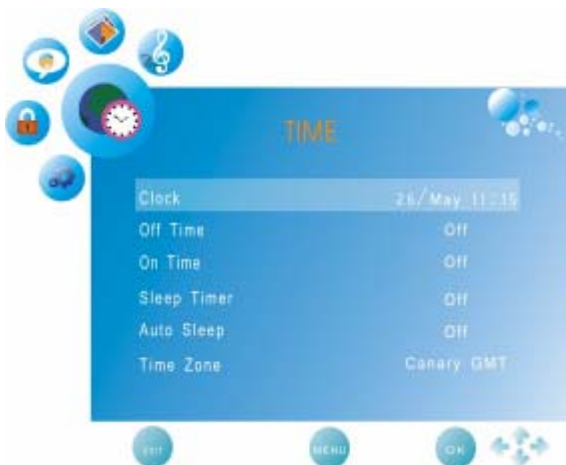 TIME
Clock 26/May 11:15
Off Time Off
On Time Off
Sleep Timer Off
Auto Sleep Off
Time Zone Canary GMT
EXIT MENU OK